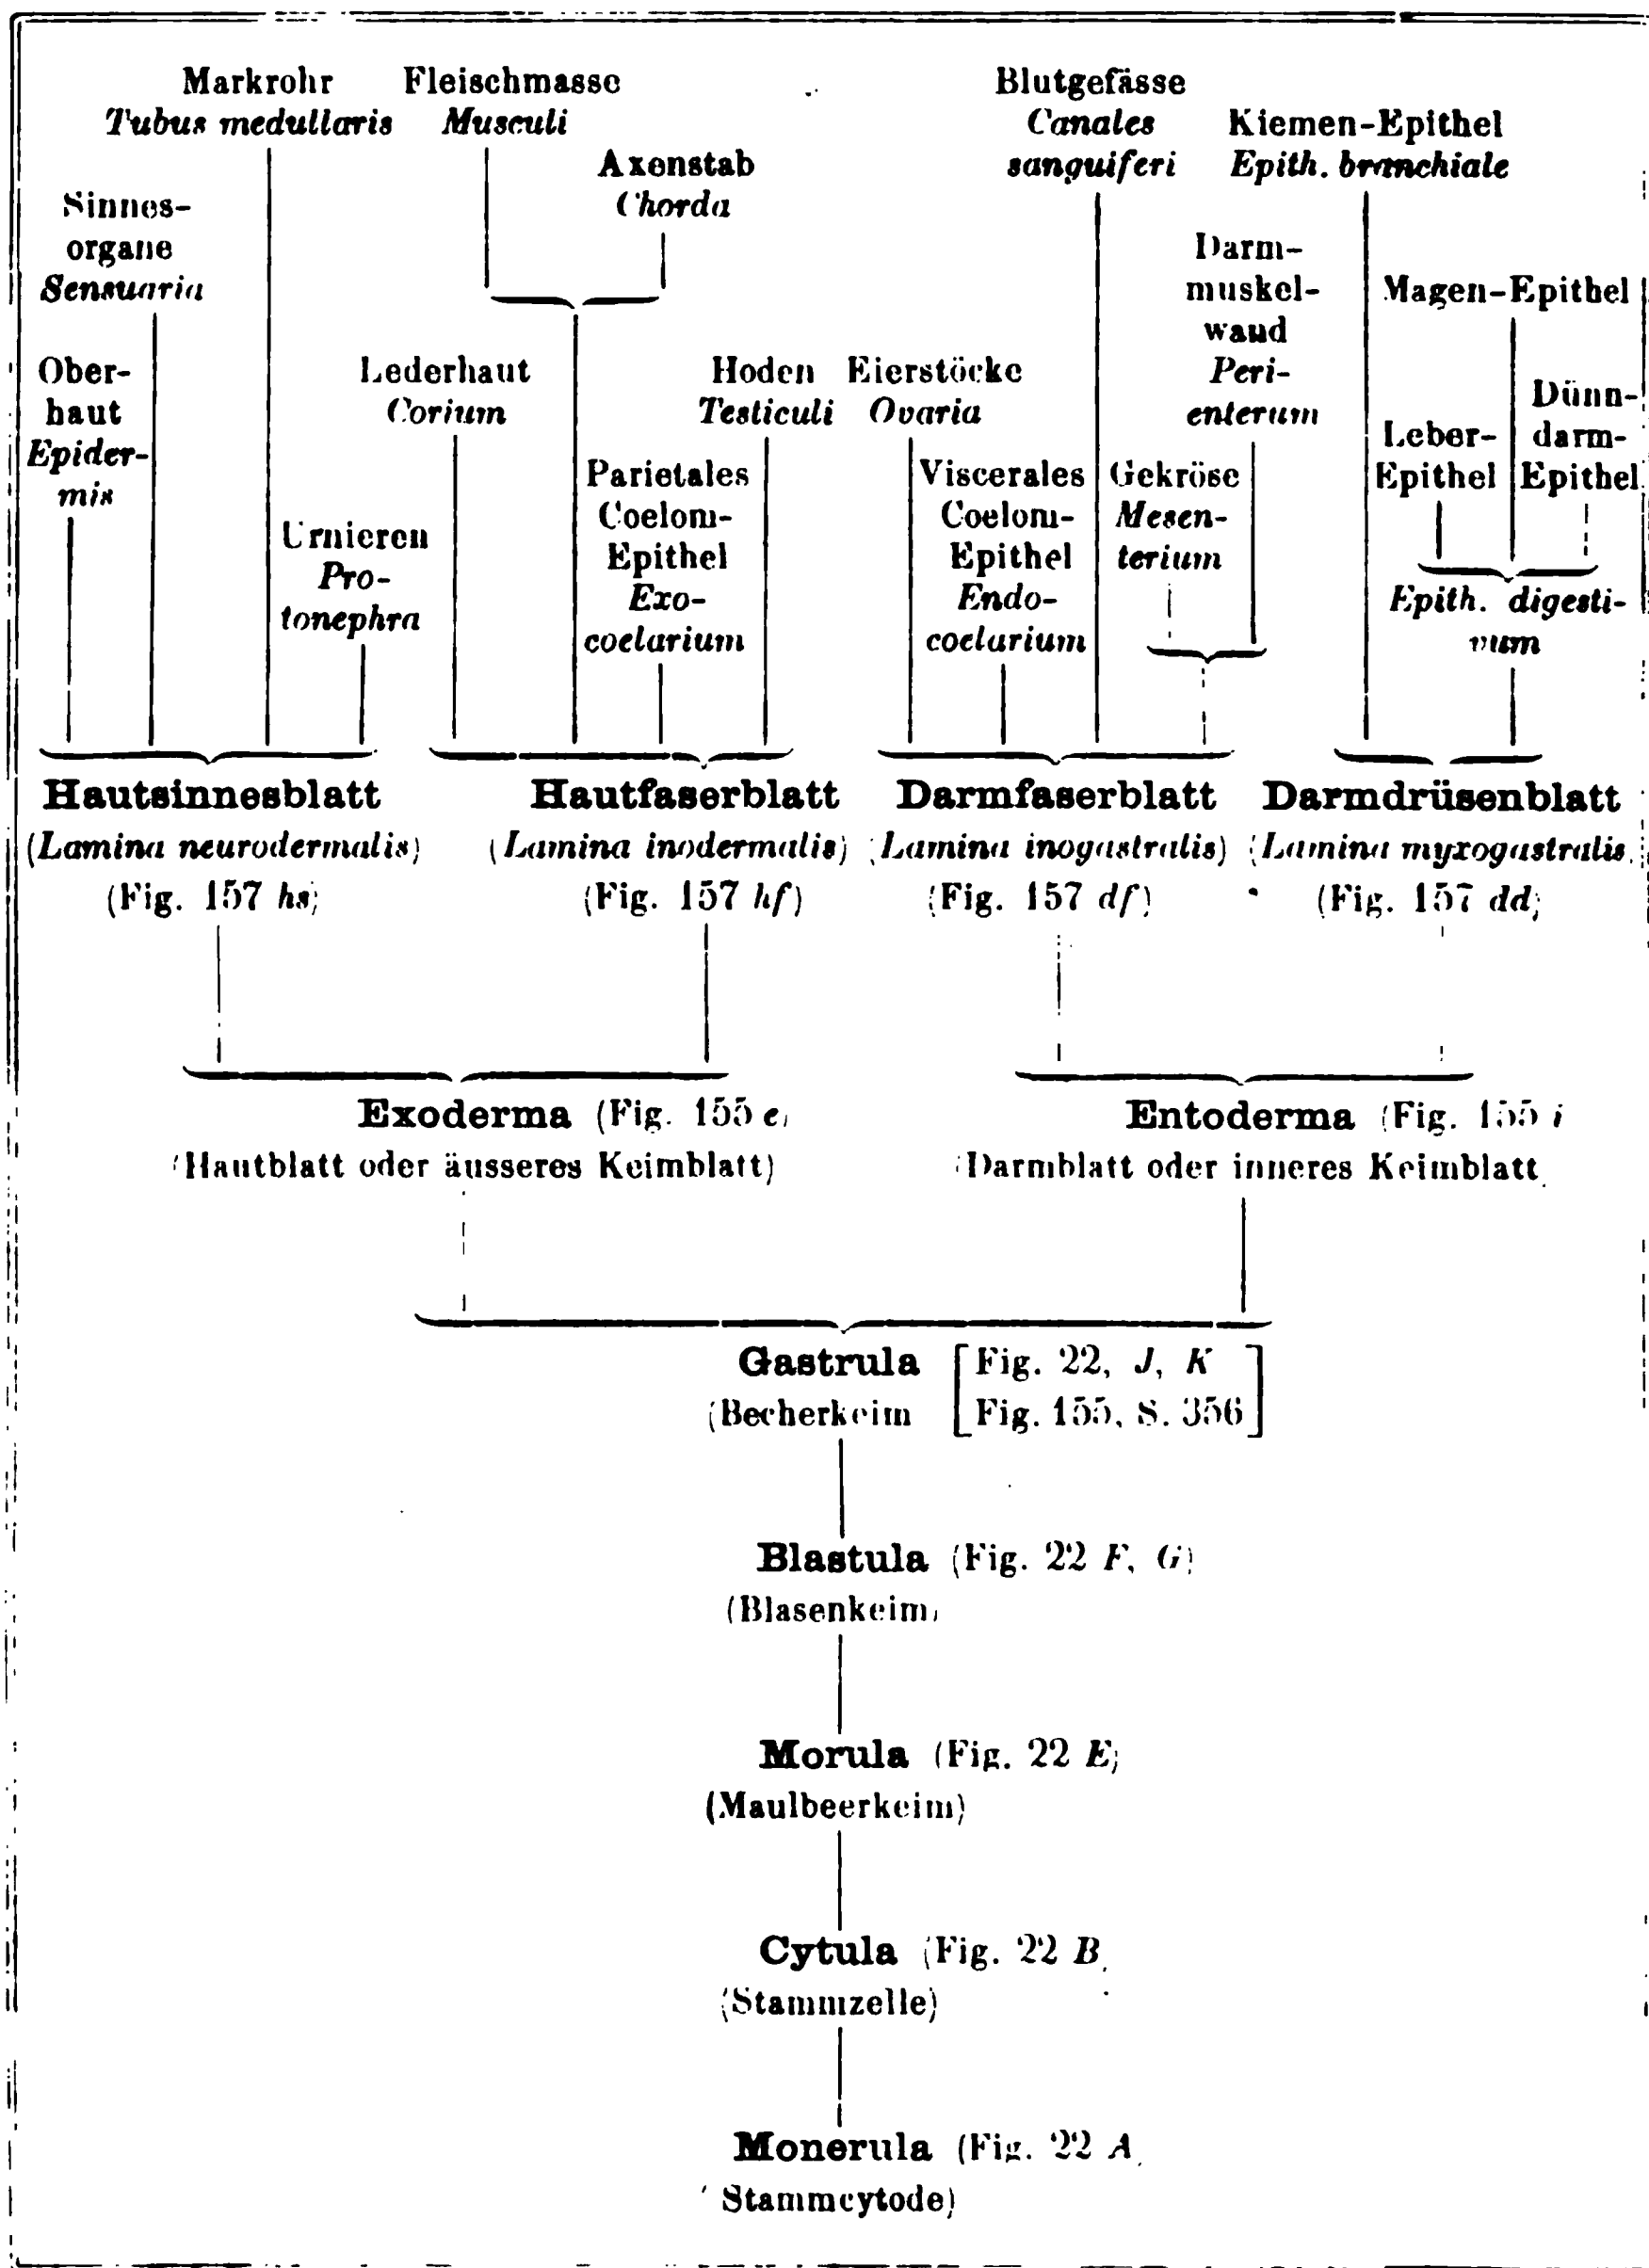 Markrohr
Tubus medullaris
Fleischmasse
Musculi
Axenstab
Chorda
Blutgefässe
Canales
sanguiferi
Kiemen-Epithel
Epith. branchiale
Sinnes-
organe
Sensuaria
Darm-
muskel-
wand
Peri-
enterum
Magen-Epithel
Ober-
haut
Epider-
mis
Lederhaut
Corium
Hoden
Testiculi
Eierstöcke
Ovaria
Leber-
Epithel
Dünn-
darm-
Epithel
Urnieren
Pro-
tonephra
Parietales
Coelom-
Epithel
Exo-
coelarium
Viscerales
Coelom-
Epithel
Endo-
coelarium
Gekröse
Mesen-
terium
Epith. digesti-
vum
Hautsinnesblatt
(Lamina neurodermalis)
(Fig. 157 hs)
Hautfaserblatt
(Lamina inodermalis)
(Fig. 157 hf)
Darmfaserblatt
(Lamina inogastralis)
(Fig. 157 df)
Darmdrüsenblatt
(Lamina myxogastralis)
(Fig. 157 dd)
Exoderma (Fig. 155 e)
(Hautblatt oder äusseres Keimblatt)
Entoderma (Fig. 155 i
(Darmblatt oder inneres Keimblatt
Gastrula [Fig. 22, J, K
(Becherkeim Fig. 155, S. 356]
Blastula (Fig. 22 F, G)
(Blasenkeim)
Morula (Fig. 22 E)
(Maulbeerkeim)
Cytula (Fig. 22 B
(Stammzelle)
Monerula (Fig. 22 A
Stammcytode)